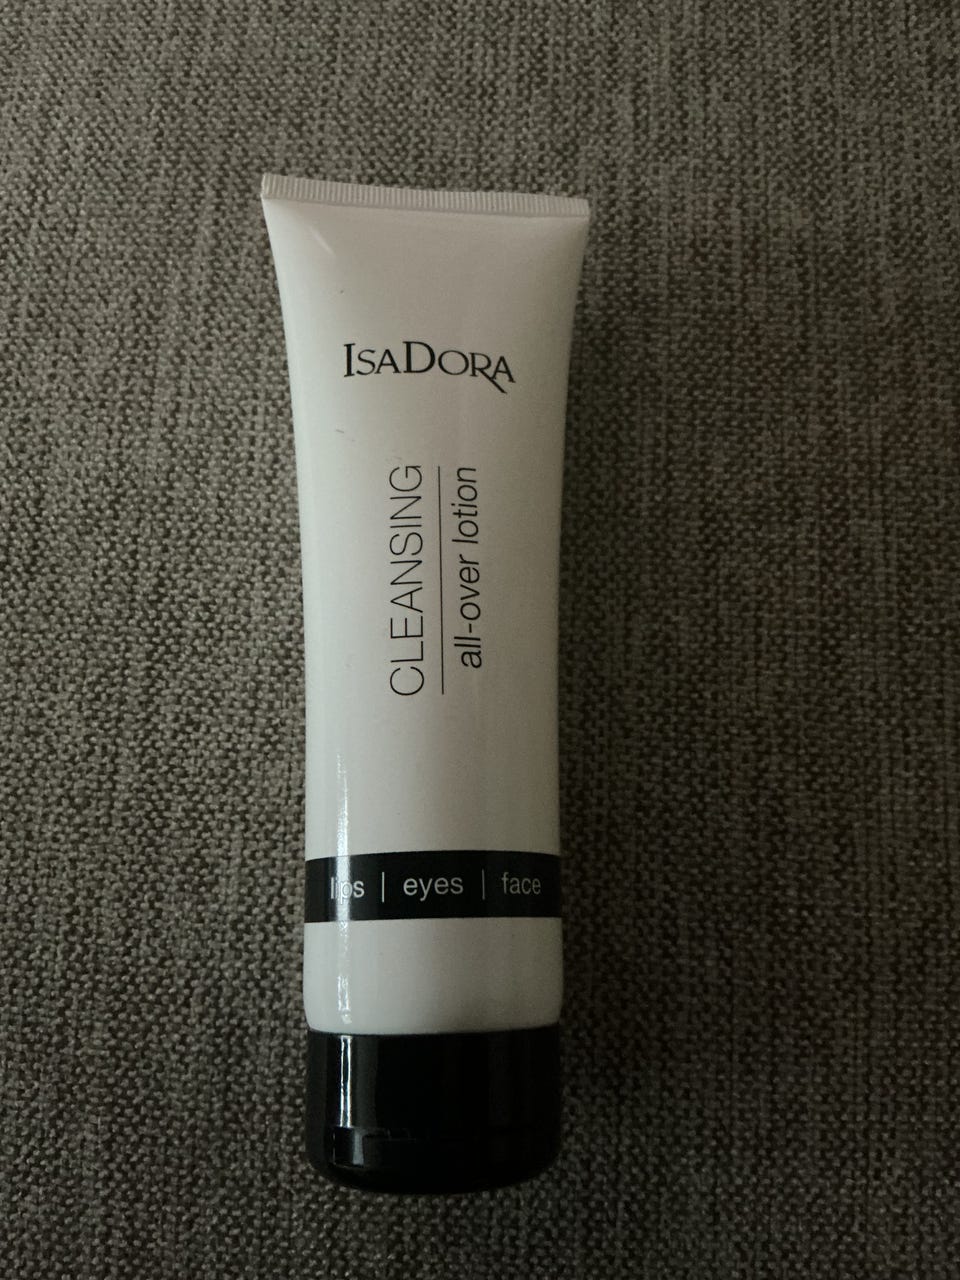 ISADORA
CLEANSING
all-over lotion
lips | eyes | face